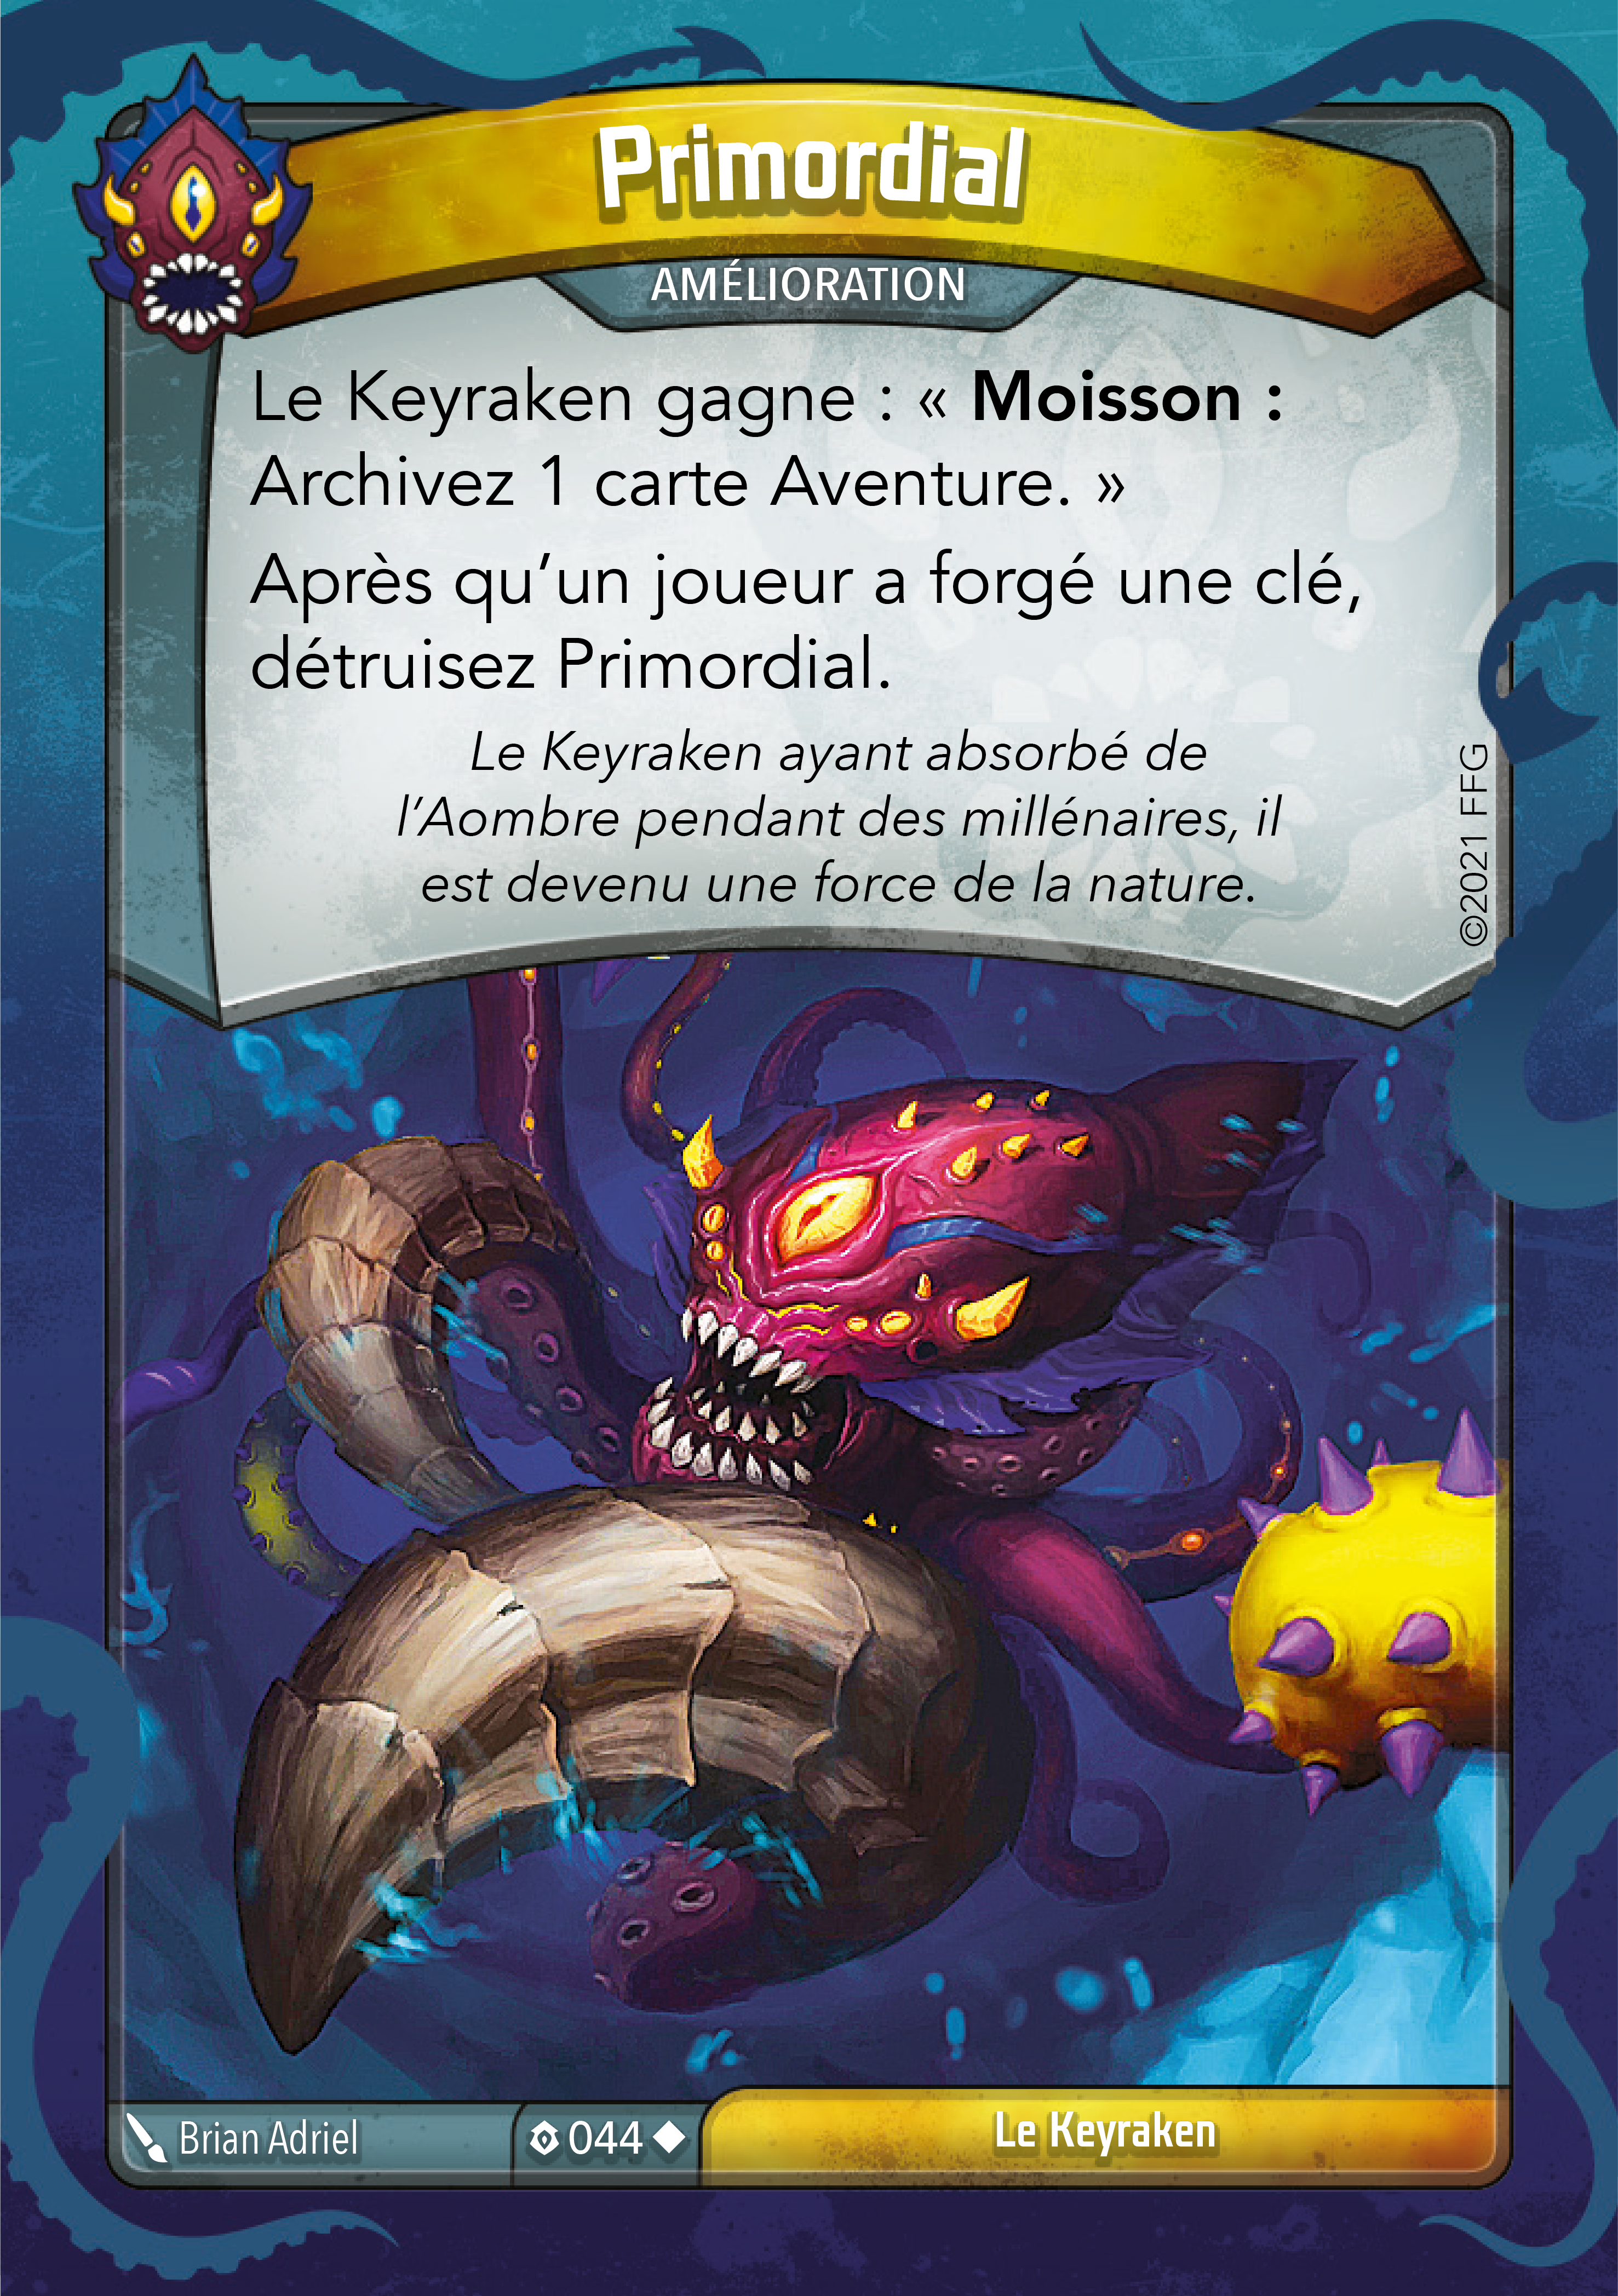 Primordial
AMÉLIORATION
Le Keyraken gagne : « Moisson :
Archivez 1 carte Aventure. »
Après qu’un joueur a forgé une clé,
détruisez Primordial.
Le Keyraken ayant absorbé de
l’Aombre pendant des millénaires, il
est devenu une force de la nature.
©2021 FFG
Brian Adriel
044
Le Keyraken